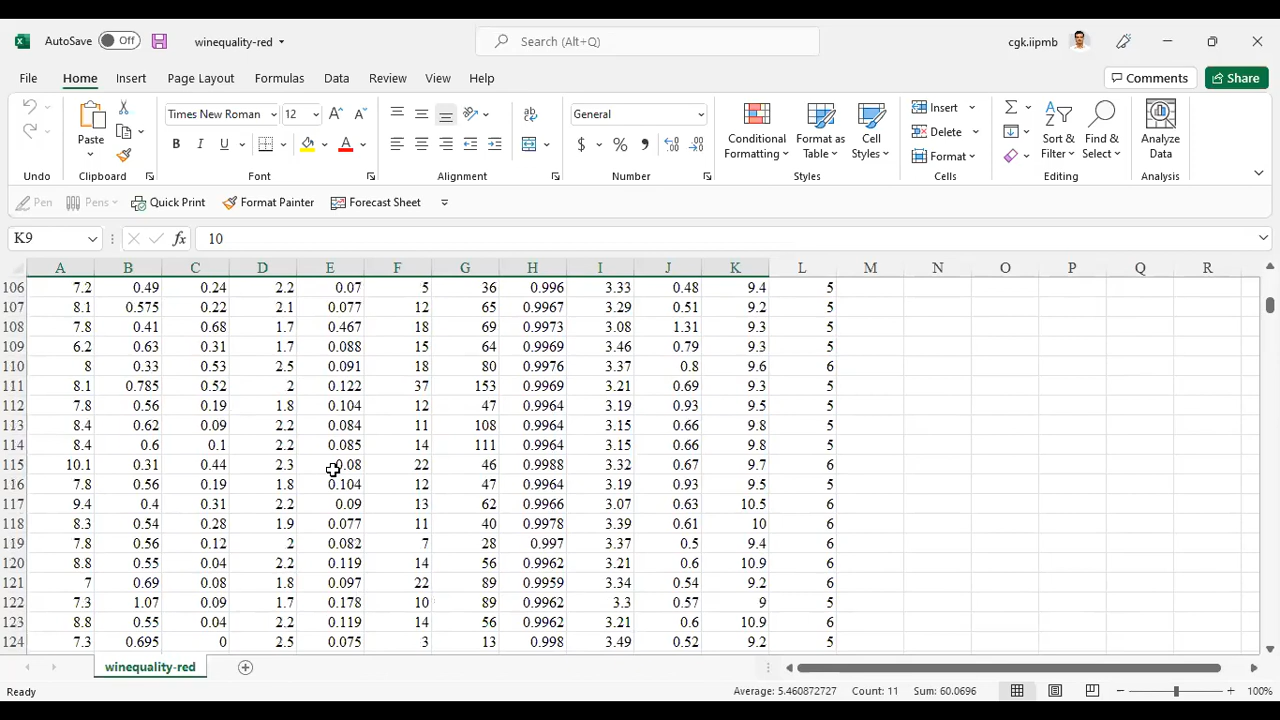 AutoSave Off winequality-red Search (Alt+Q) cgk.iipmb
File Home Insert Page Layout Formulas Data Review View Help Comments Share
Times New Roman 12 General Insert
Paste Conditional Formatting Format as Table Cell Styles Delete Sort & Filter Find & Select Analyze Data
Format
Undo Clipboard Font Alignment Number Styles Cells Editing Analysis
Pen Pens Quick Print Format Painter Forecast Sheet
K9 fx 10
A B C D E F G H I J K L M N O P Q R
106 7.2 0.49 0.24 2.2 0.07 5 36 0.996 3.33 0.48 9.4 5
107 8.1 0.575 0.22 2.1 0.077 12 65 0.9967 3.29 0.51 9.2 5
108 7.8 0.41 0.68 1.7 0.467 18 69 0.9973 3.08 1.31 9.3 5
109 6.2 0.63 0.31 1.7 0.088 15 64 0.9969 3.46 0.79 9.3 5
110 8 0.33 0.53 2.5 0.091 18 80 0.9976 3.37 0.8 9.6 6
111 8.1 0.785 0.52 2 0.122 37 153 0.9969 3.21 0.69 9.3 5
112 7.8 0.56 0.19 1.8 0.104 12 47 0.9964 3.19 0.93 9.5 5
113 8.4 0.62 0.09 2.2 0.084 11 108 0.9964 3.15 0.66 9.8 5
114 8.4 0.6 0.1 2.2 0.085 14 111 0.9964 3.15 0.66 9.8 5
115 10.1 0.31 0.44 2.3 0.08 22 46 0.9988 3.32 0.67 9.7 6
116 7.8 0.56 0.19 1.8 0.104 12 47 0.9964 3.19 0.93 9.5 5
117 9.4 0.4 0.31 2.2 0.09 13 62 0.9966 3.07 0.63 10.5 6
118 8.3 0.54 0.28 1.9 0.077 11 40 0.9978 3.39 0.61 10 6
119 7.8 0.56 0.12 2 0.082 7 28 0.997 3.37 0.5 9.4 6
120 8.8 0.55 0.04 2.2 0.119 14 56 0.9962 3.21 0.6 10.9 6
121 7 0.69 0.08 1.8 0.097 22 89 0.9959 3.34 0.54 9.2 6
122 7.3 1.07 0.09 1.7 0.178 10 89 0.9962 3.3 0.57 9 5
123 8.8 0.55 0.04 2.2 0.119 14 56 0.9962 3.21 0.6 10.9 6
124 7.3 0.695 0 2.5 0.075 3 13 0.998 3.49 0.52 9.2 5
winequality-red
Ready Average: 5.460872727 Count: 11 Sum: 60.0696 100%